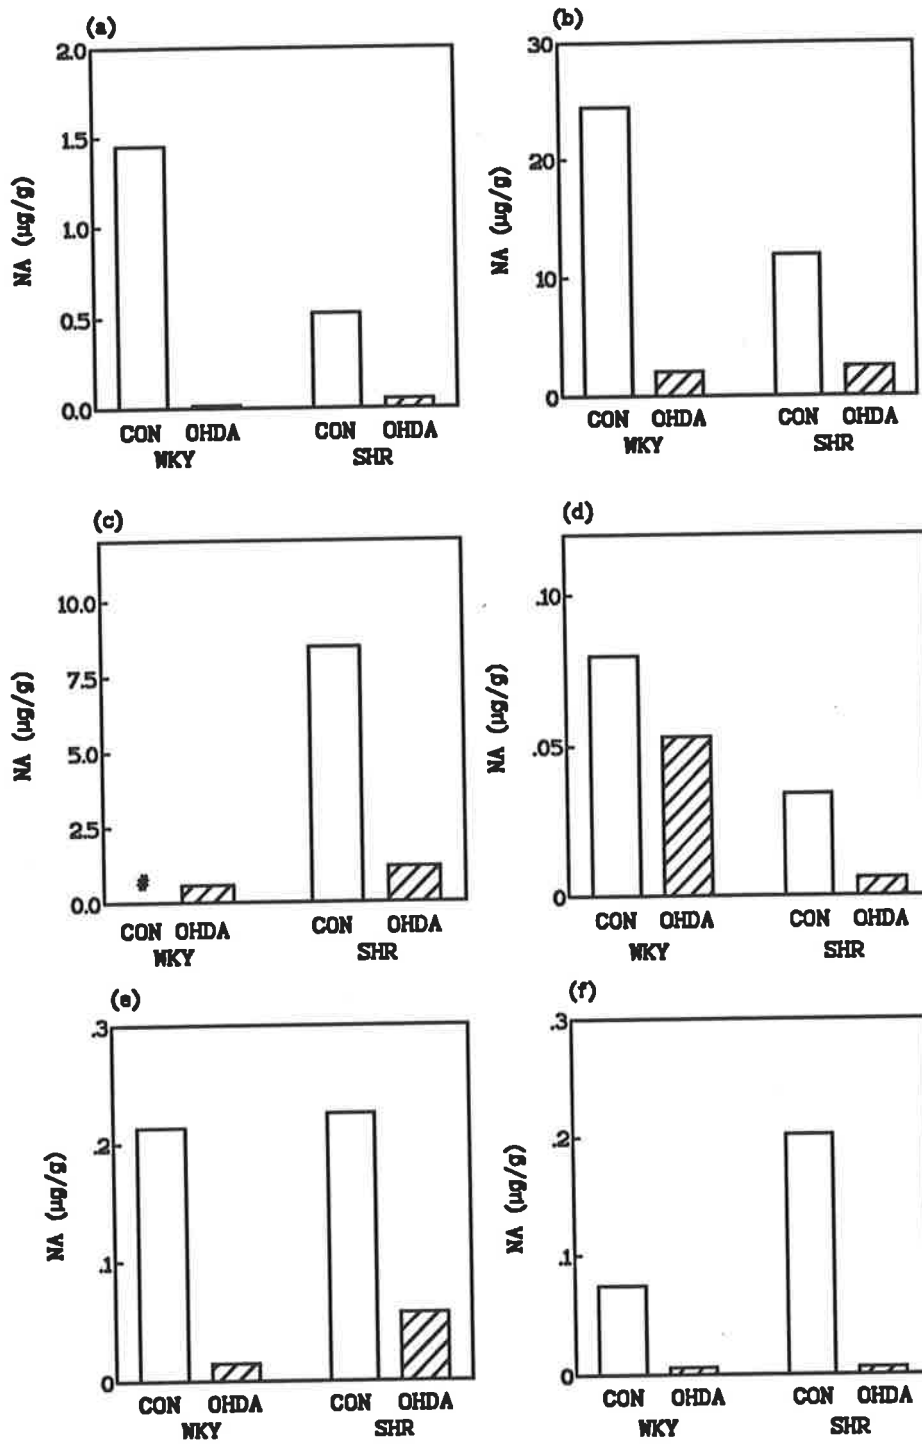 (a)
2.0
1.5
1.0
0.5
0.0
NA (µg/g)
CON OHDA CON OHDA
WKY SHR
(b)
30
20
10
0
NA (µg/g)
CON OHDA CON OHDA
WKY SHR
(c)
10.0
7.5
5.0
2.5
0.0
NA (µg/g)
#
CON OHDA CON OHDA
WKY SHR
(d)
.10
.05
0
NA (µg/g)
CON OHDA CON OHDA
WKY SHR
(e)
.3
.2
.1
0
NA (µg/g)
CON OHDA CON OHDA
WKY SHR
(f)
.3
.2
.1
0
NA (µg/g)
CON OHDA CON OHDA
WKY SHR